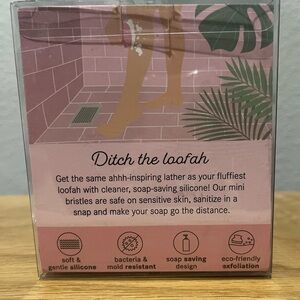 Ditch the loofah
Get the same ahhh-inspiring lather as your fluffiest
loofah with cleaner, soap-saving silicone! Our mini
bristles are safe on sensitive skin, sanitize in a
snap and make your soap go the distance.
soft &
gentle silicone
bacteria &
mold resistant
soap saving
design
eco-friendly
exfoliation